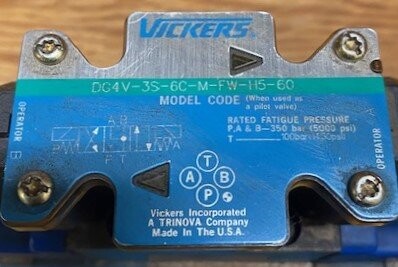 VICKERS®
DG4V-3S-6C-M-FW-H5-60
MODEL CODE (When used as
a pilot valve)
RATED FATIGUE PRESSURE
P,A & B—350 bar (5000 psi)
OPERATOR B
A B
P A
B P
P T
OPERATOR
T
A B
P
Vickers Incorporated
A TRINOVA Company
Made In The U.S.A.